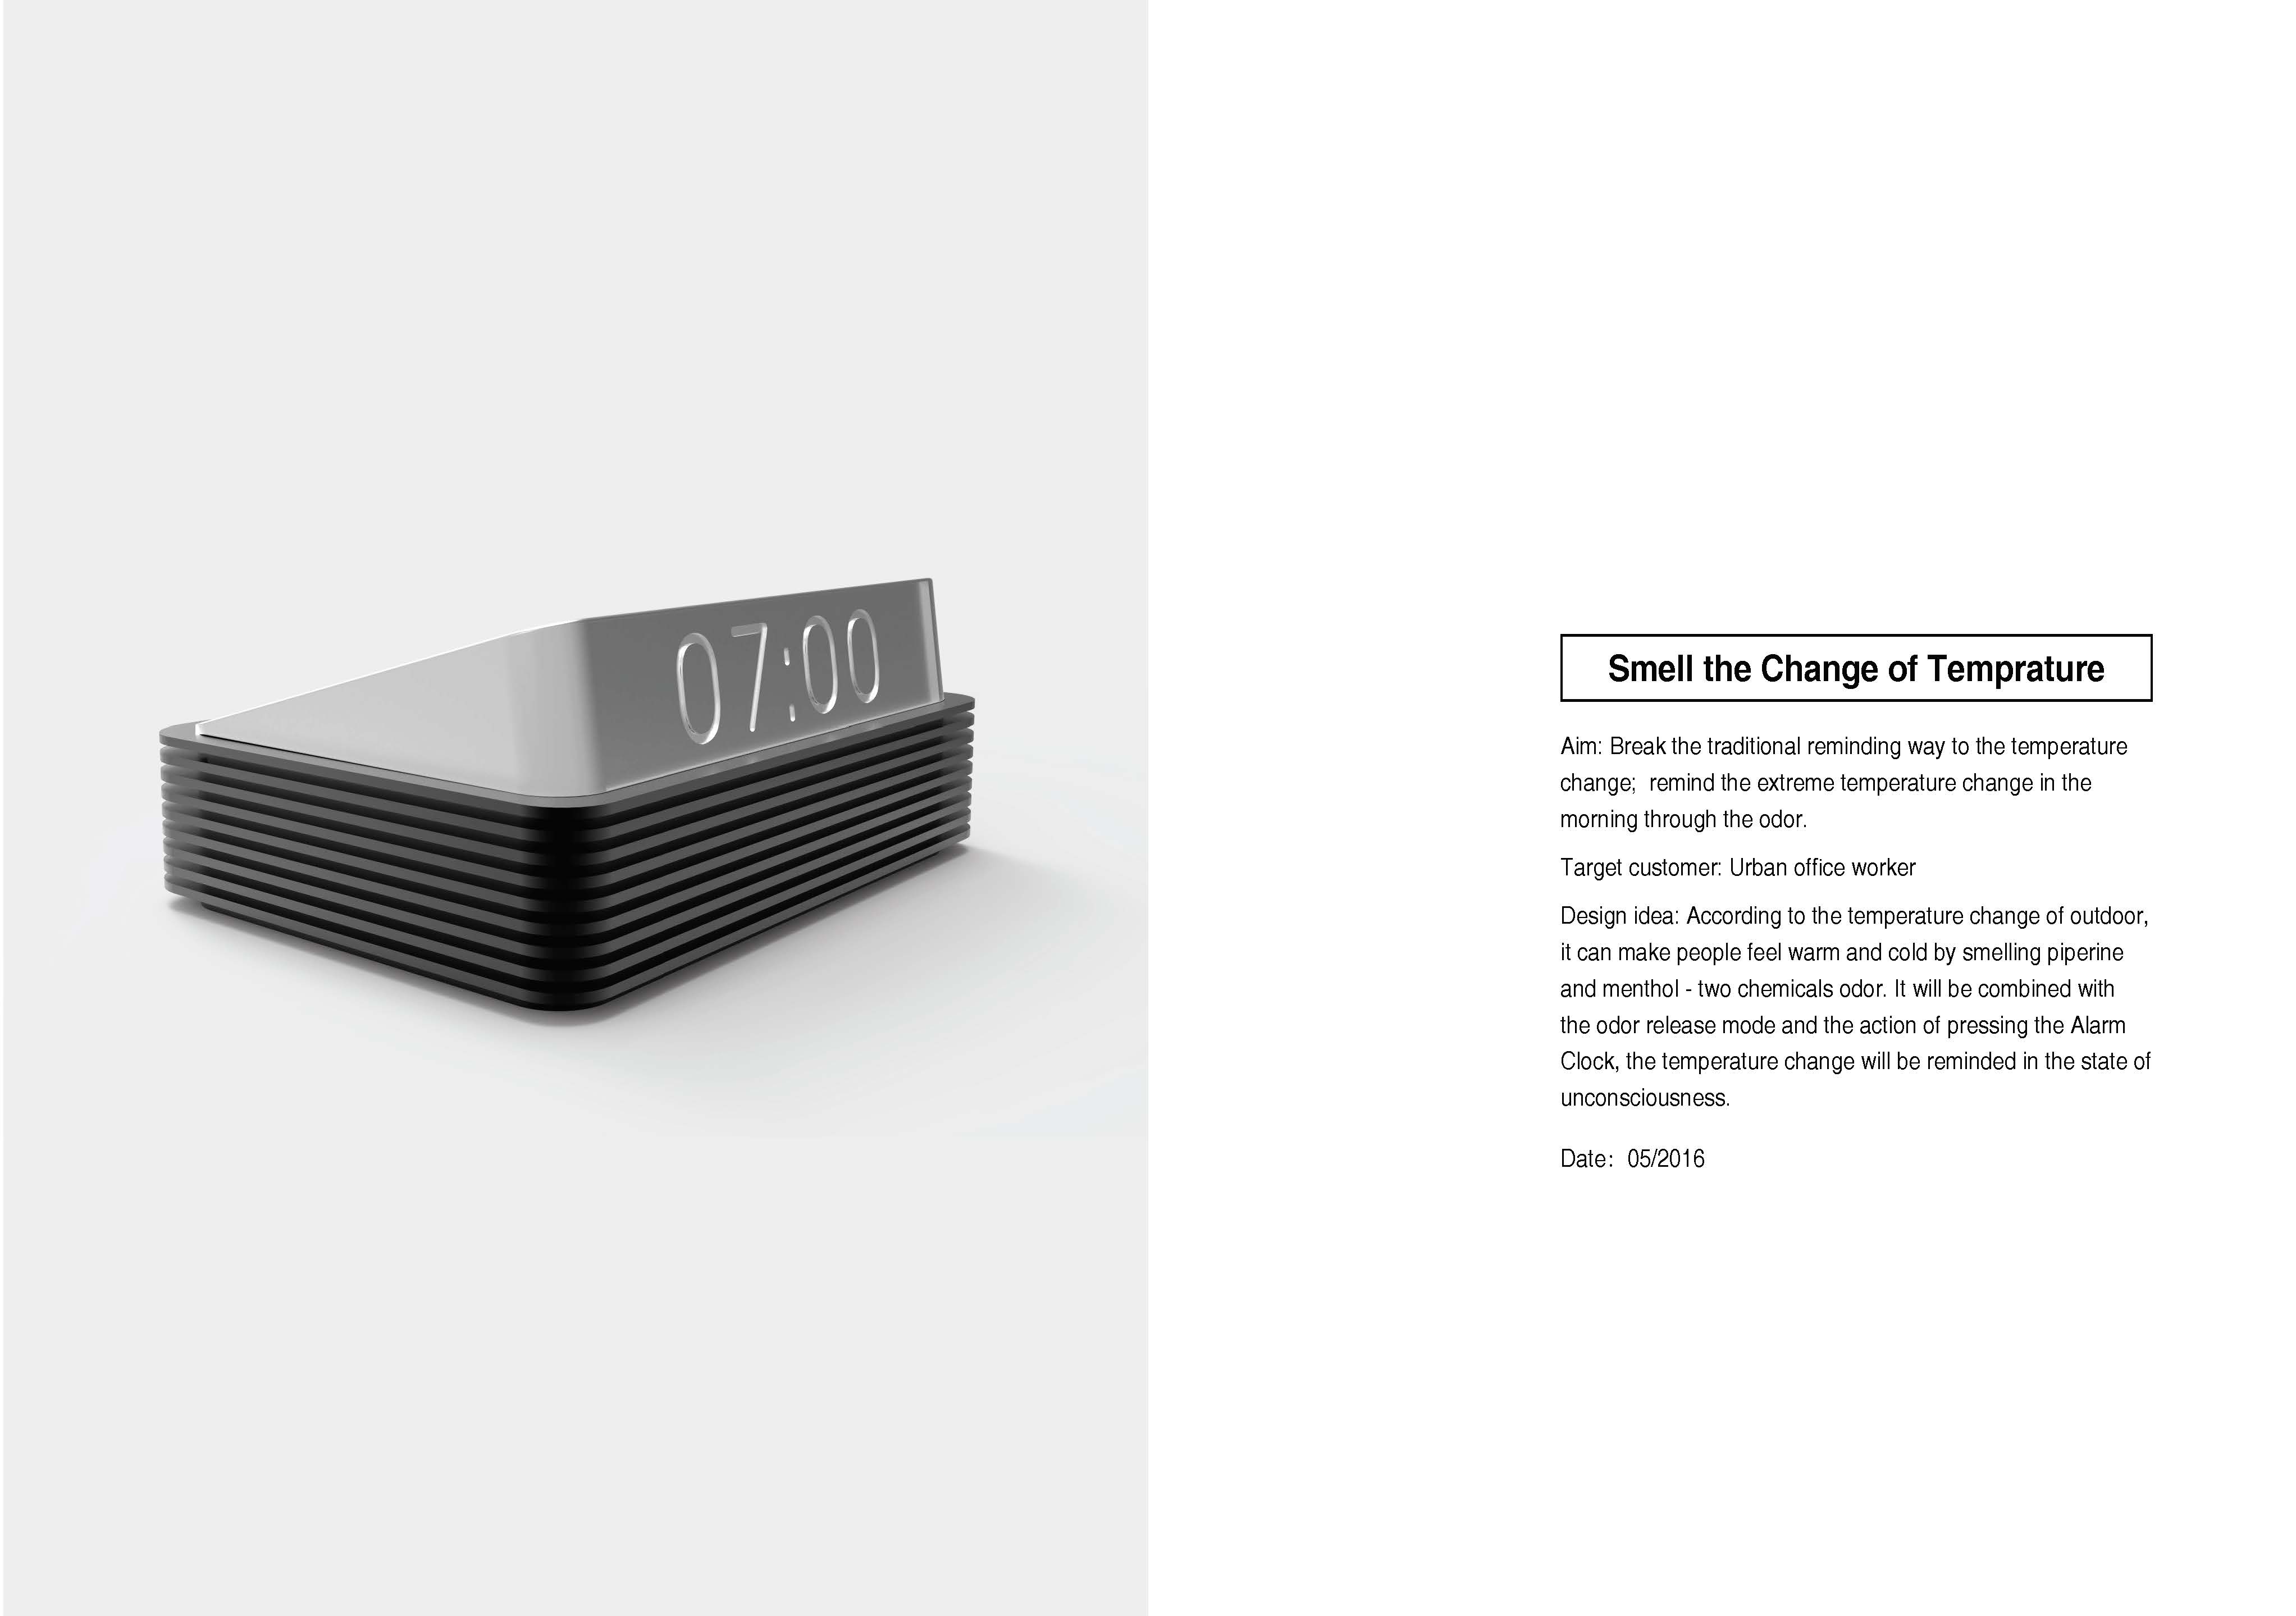 07:00
Smell the Change of Temprature
Aim: Break the traditional reminding way to the temperature
change;  remind the extreme temperature change in the
morning through the odor.
Target customer: Urban office worker
Design idea: According to the temperature change of outdoor,
it can make people feel warm and cold by smelling piperine
and menthol - two chemicals odor. It will be combined with
the odor release mode and the action of pressing the Alarm
Clock, the temperature change will be reminded in the state of
unconsciousness.
Date:  05/2016